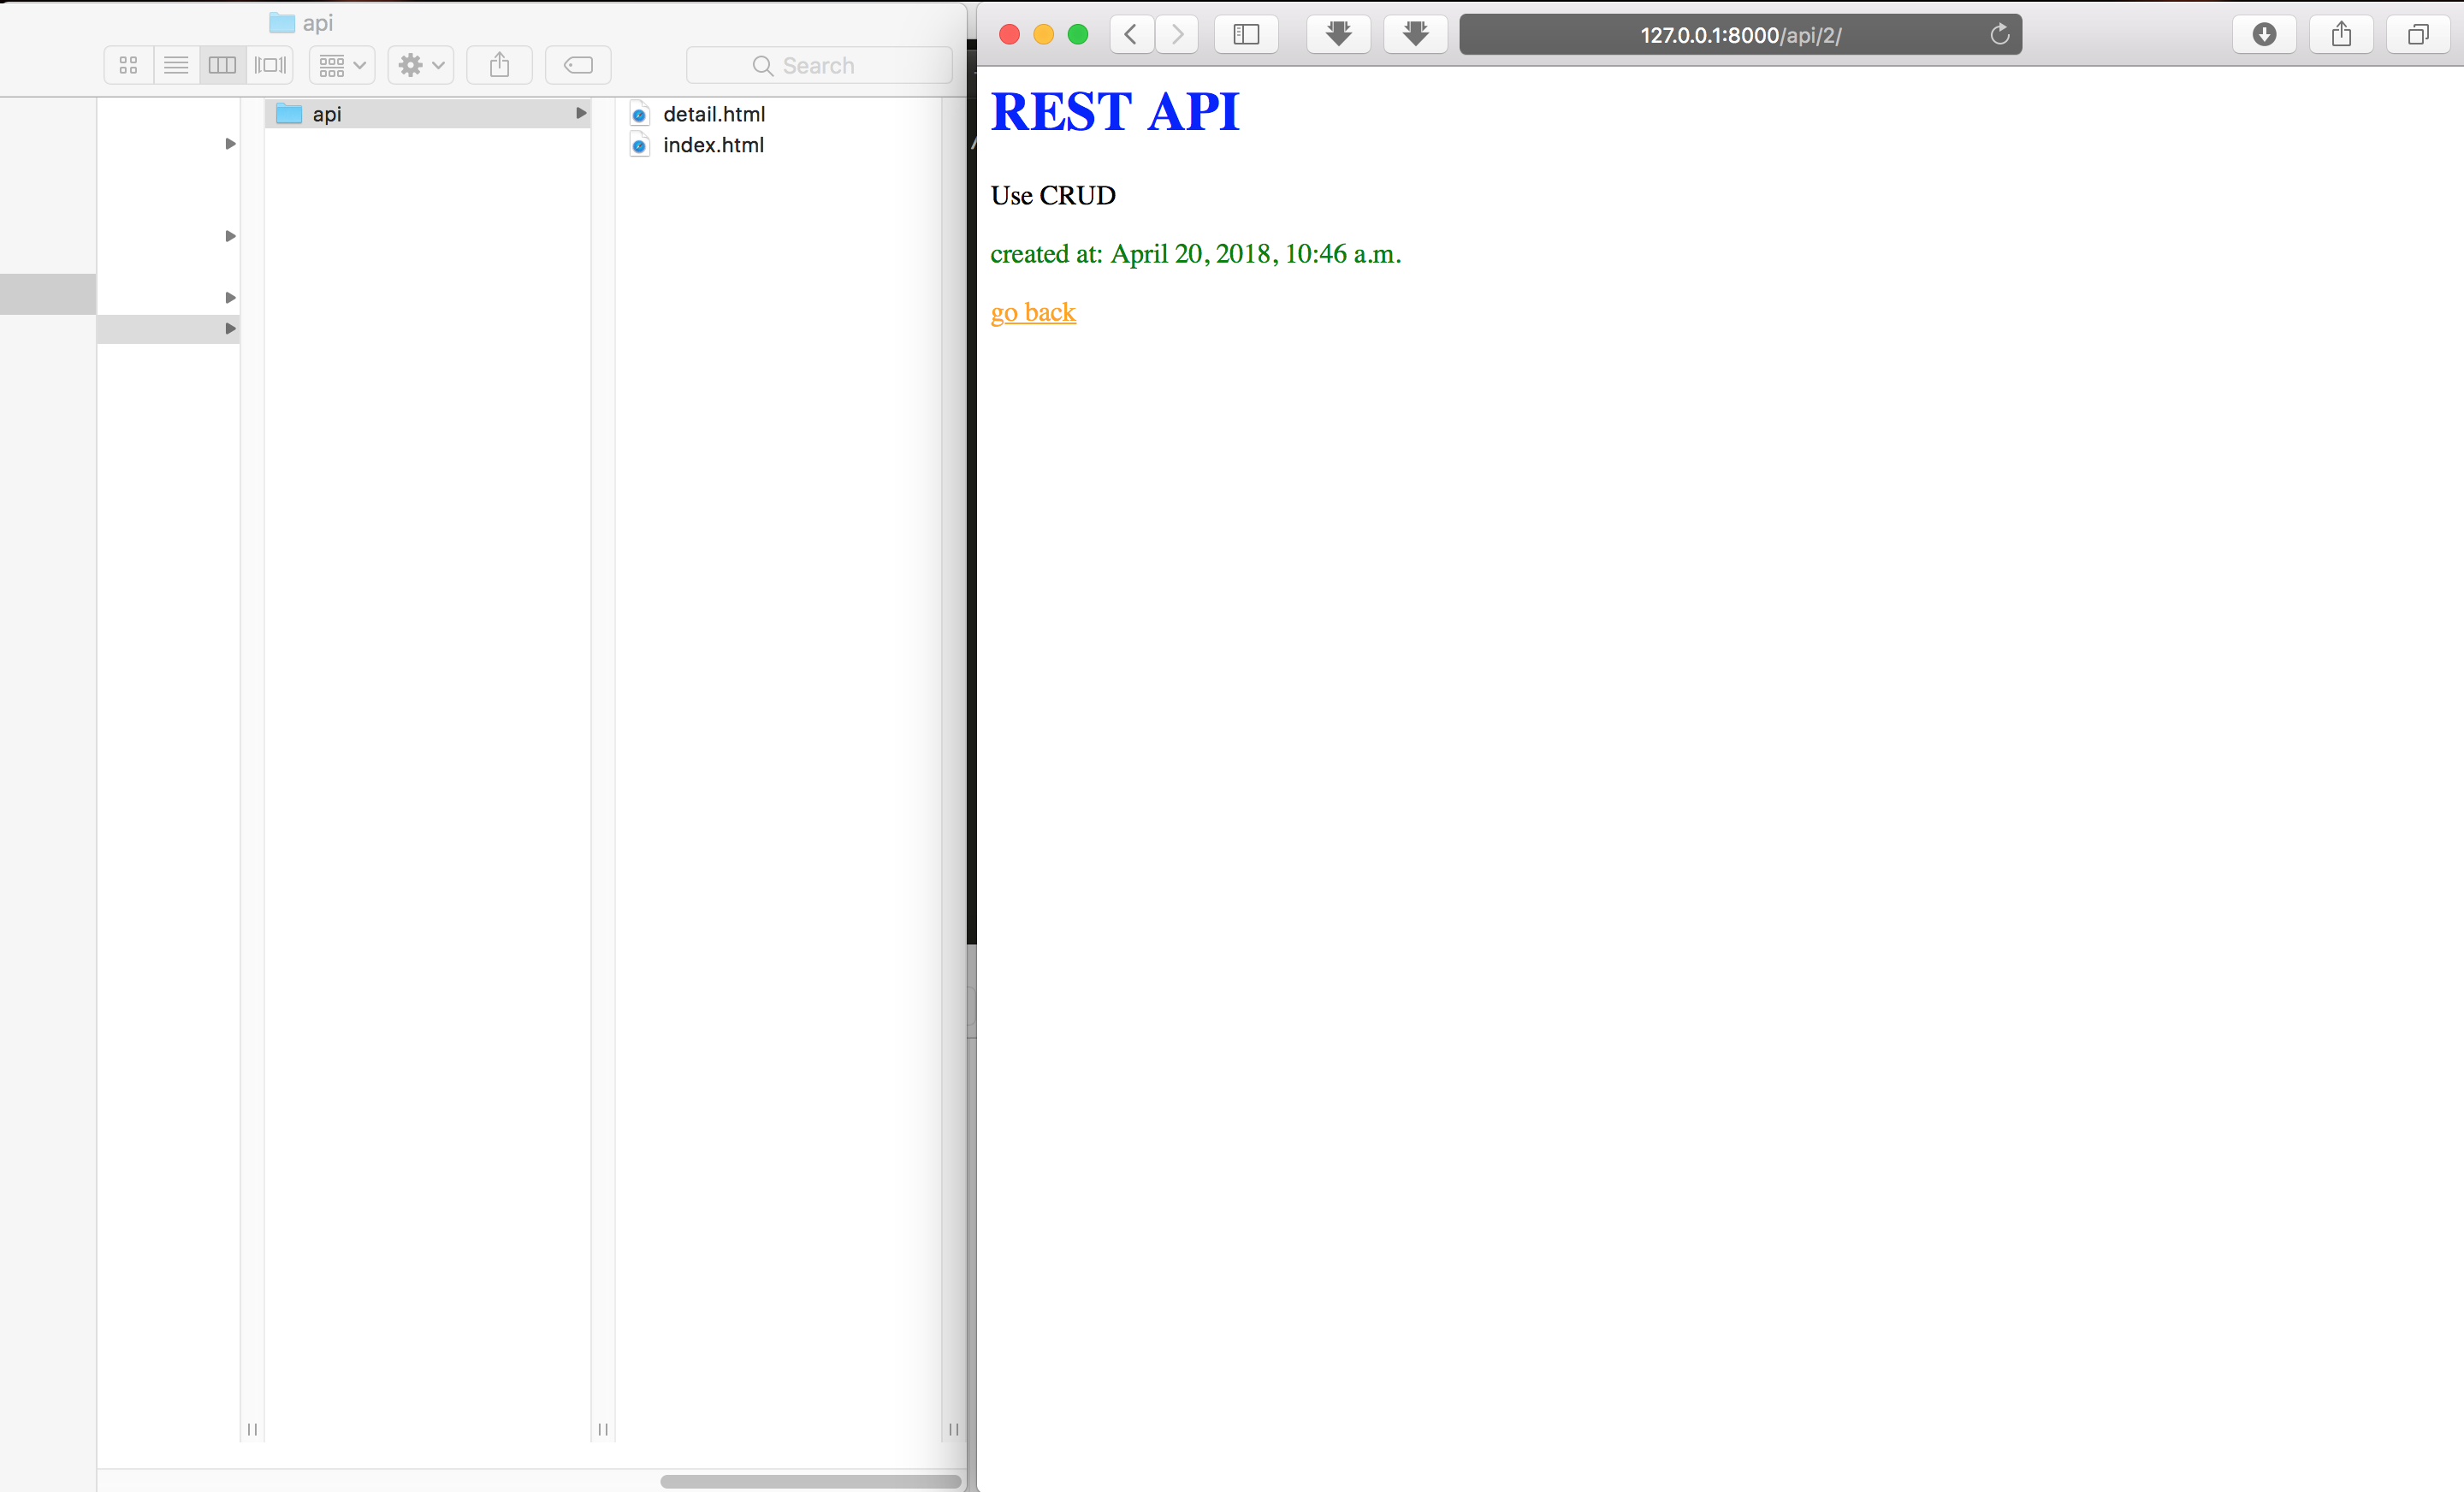 api
Search
api
detail.html
index.html
127.0.0.1:8000/api/2/
REST API
Use CRUD
created at: April 20, 2018, 10:46 a.m.
go back